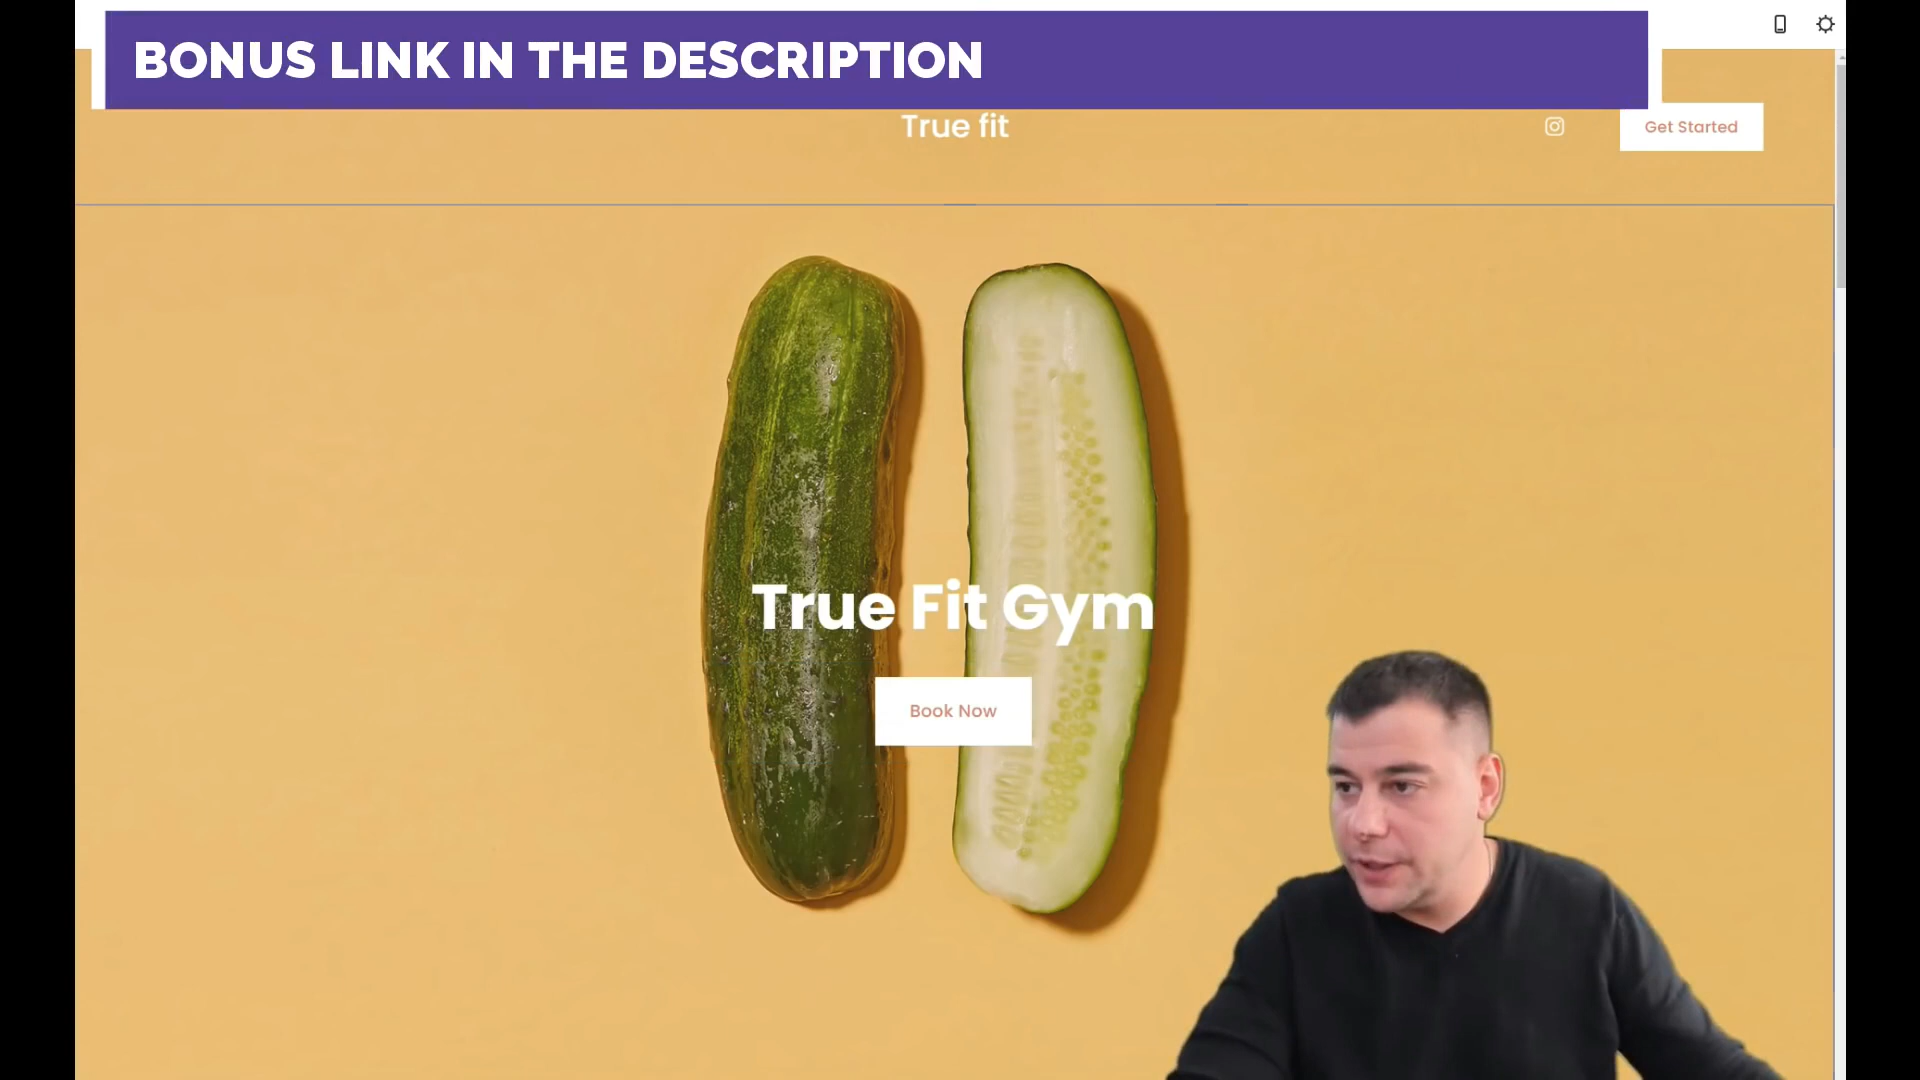 BONUS LINK IN THE DESCRIPTION
True fit
Get Started
True Fit Gym
Book Now